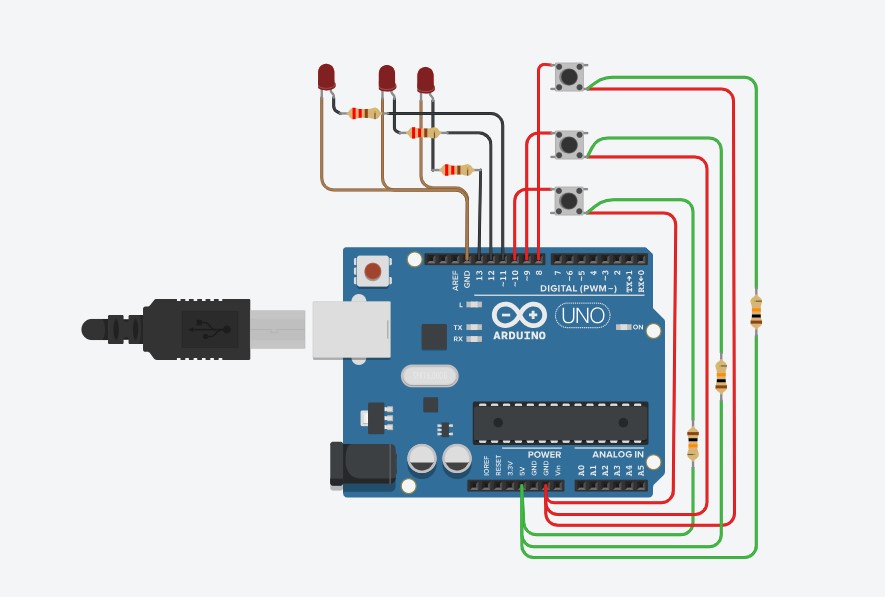 AREF
GND
13
12
~11
~10
~9
8
7
~6
~5
4
~3
2
TX→1
RX←0
DIGITAL (PWM~)
L
TX
RX
ARDUINO
UNO
ON
POWER
ANALOG IN
IOREF
RESET
3.3V
5V
GND
GND
Vin
A0
A1
A2
A3
A4
A5